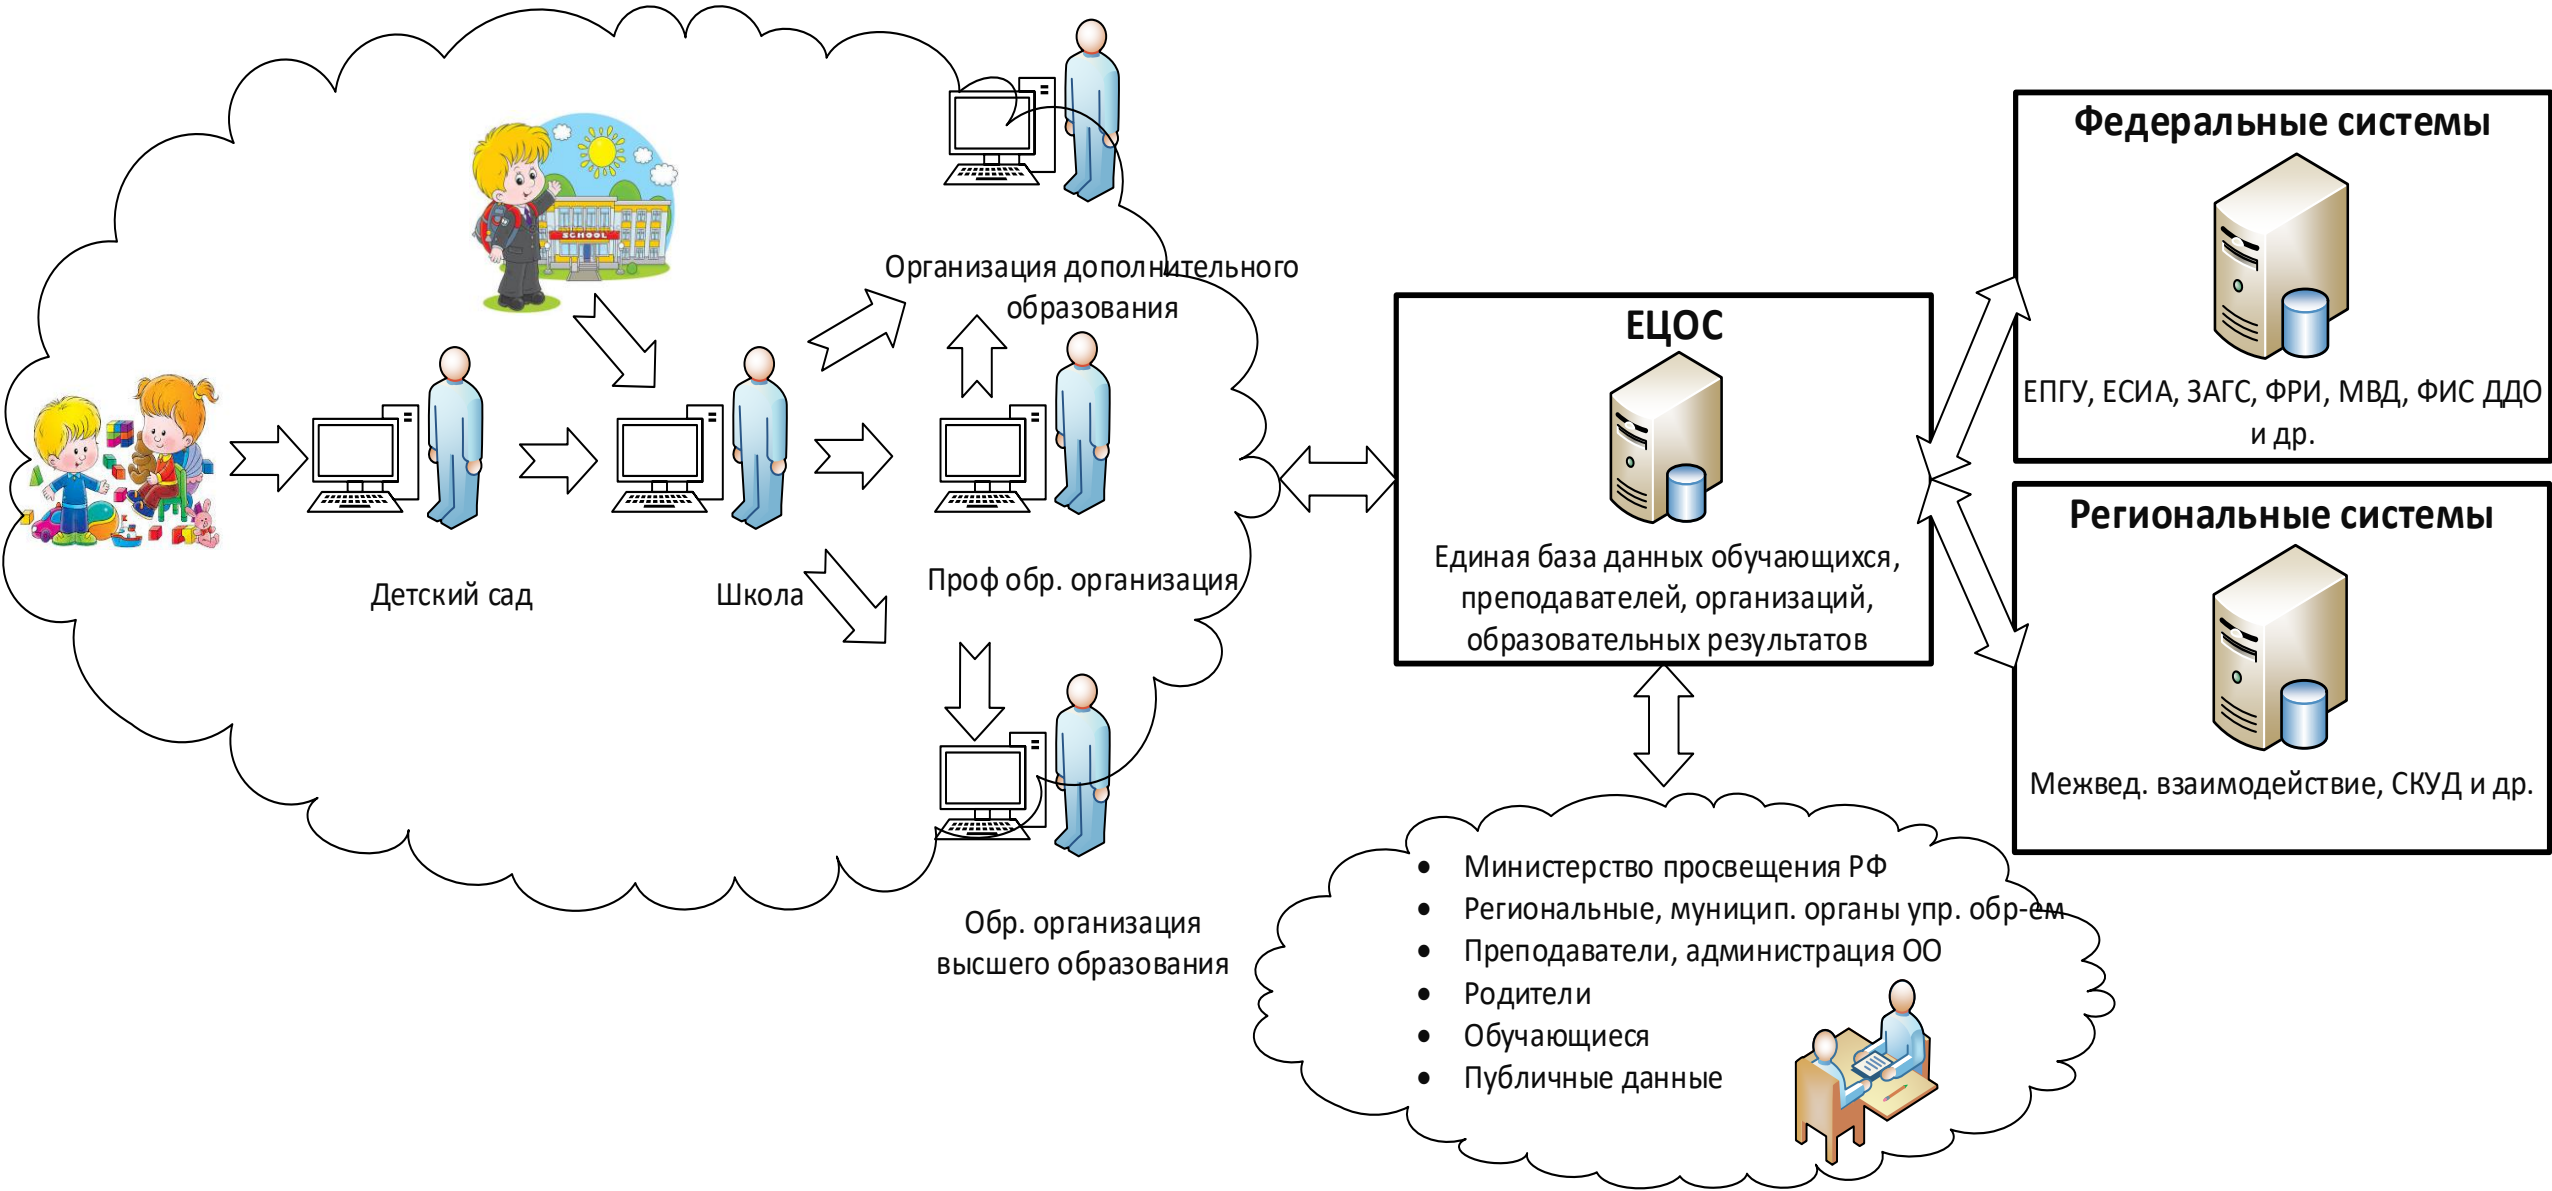 SCHOOL
Организация дополнительного
образования
Детский сад
Школа
Проф обр. организация
Обр. организация
высшего образования
ЕЦОС
Единая база данных обучающихся,
преподавателей, организаций,
образовательных результатов
Федеральные системы
ЕПГУ, ЕСИА, ЗАГС, ФРИ, МВД, ФИС ДДО
и др.
Региональные системы
Межвед. взаимодействие, СКУД и др.
• Министерство просвещения РФ
• Региональные, муницип. органы упр. обр-ем
• Преподаватели, администрация ОО
• Родители
• Обучающиеся
• Публичные данные